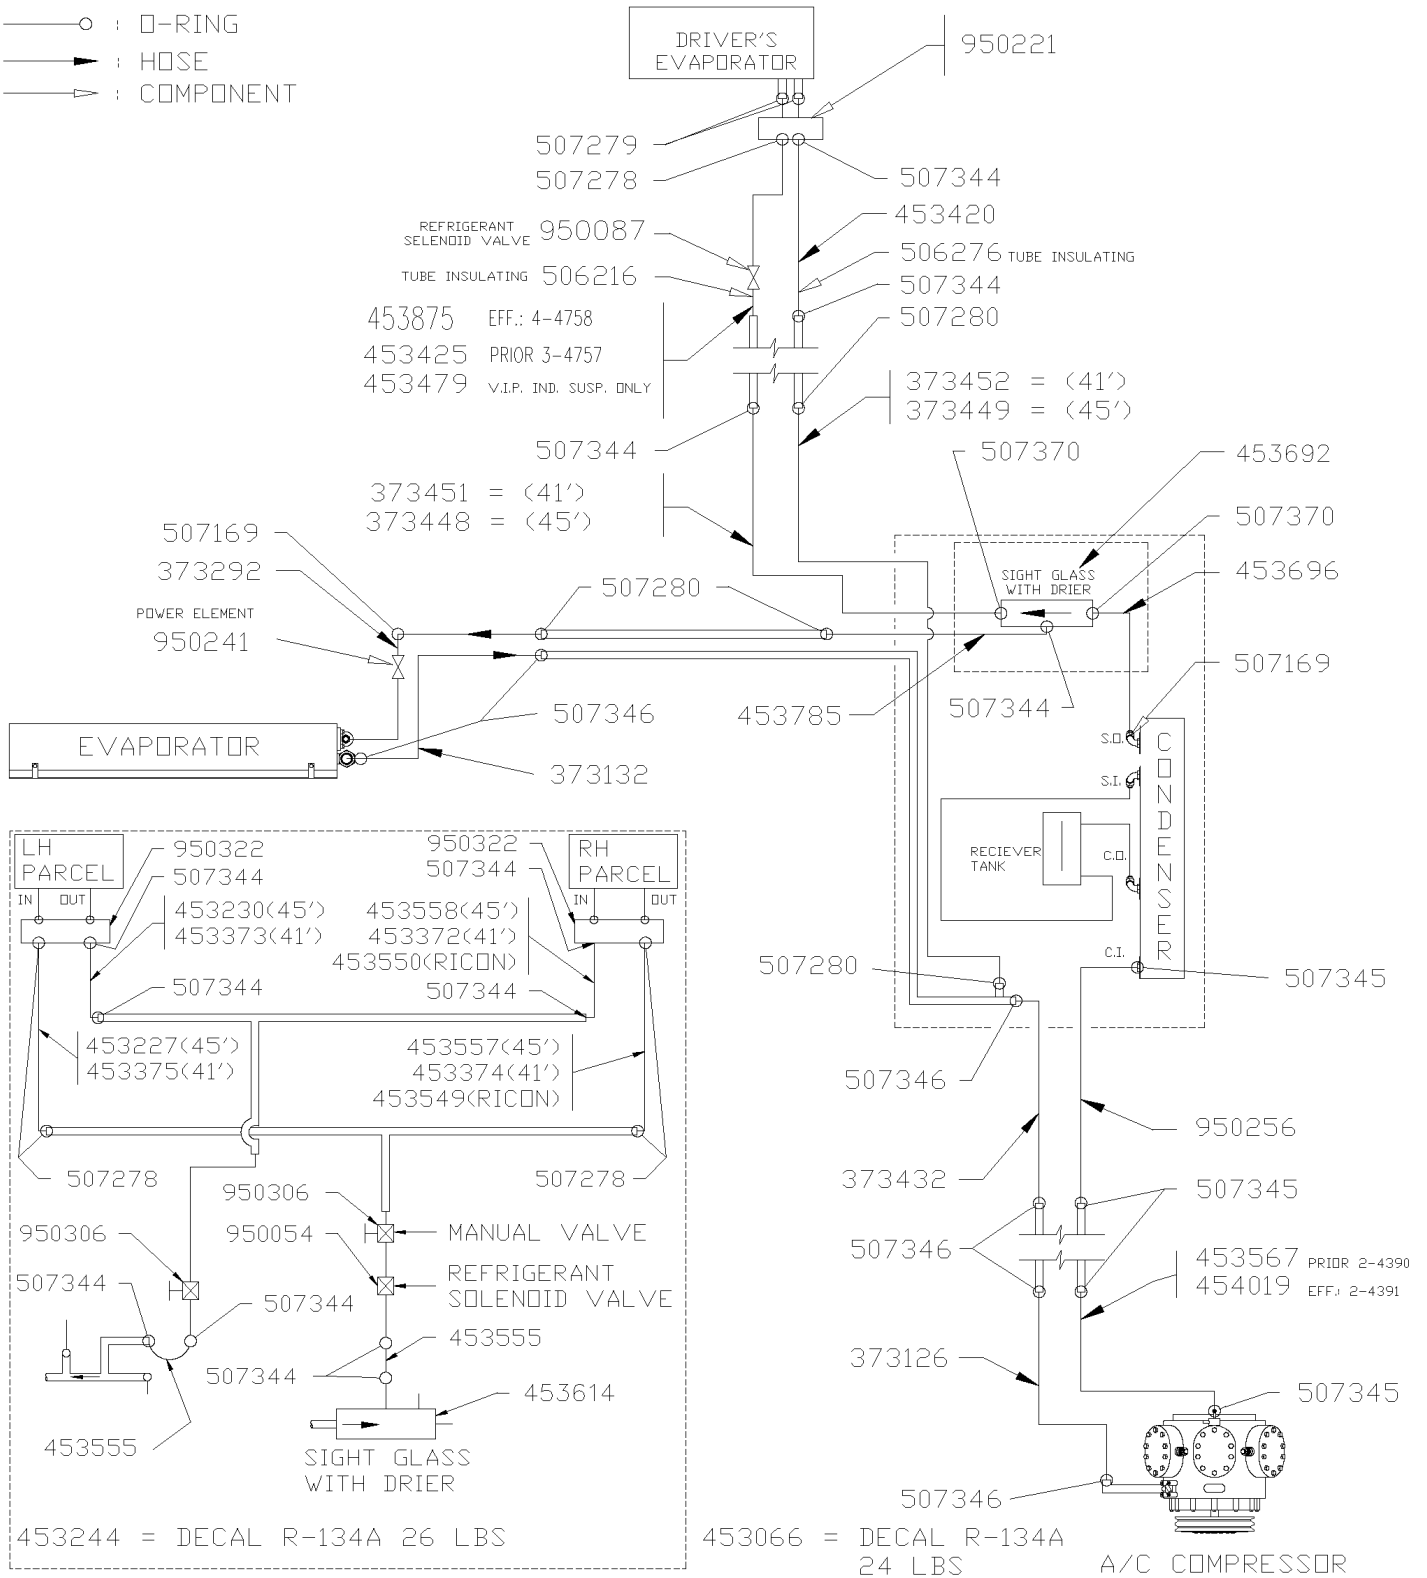 : O-RING
: HOSE
: COMPONENT
DRIVER'S
EVAPORATOR
950221
507279
507278
507344
453420
REFRIGERANT
SELENOID VALVE 950087
506276 TUBE INSULATING
TUBE INSULATING 506216
507344
507280
453875 EFF.: 4-4758
453425 PRIOR 3-4757
453479 V.I.P. IND. SUSP. ONLY
373452 = (41')
373449 = (45')
507344
507370
453692
373451 = (41')
373448 = (45')
507370
507169
373292
507280
SIGHT GLASS
WITH DRIER
453696
POWER ELEMENT
950241
507169
507346
453785
507344
EVAPORATOR
373132
S.O.
S.I.
C.O.
C.I.
CONDENSER
RECIEVER
TANK
507280
507345
507346
LH
PARCEL
950322
507344
IN OUT
453230(45')
453373(41')
950322
507344
RH
PARCEL
IN OUT
453558(45')
453372(41')
453550(RICON)
507344
507344
453227(45')
453375(41')
453557(45')
453374(41')
453549(RICON)
507278
507278
950306
950306
MANUAL VALVE
950054
REFRIGERANT
SOLENOID VALVE
507344
507344
453555
507344
453614
453555
SIGHT GLASS
WITH DRIER
453244 = DECAL R-134A 26 LBS
950256
373432
507345
507346
453567 PRIOR 2-4390
454019 EFF.: 2-4391
373126
507345
507346
453066 = DECAL R-134A
24 LBS
A/C COMPRESSOR